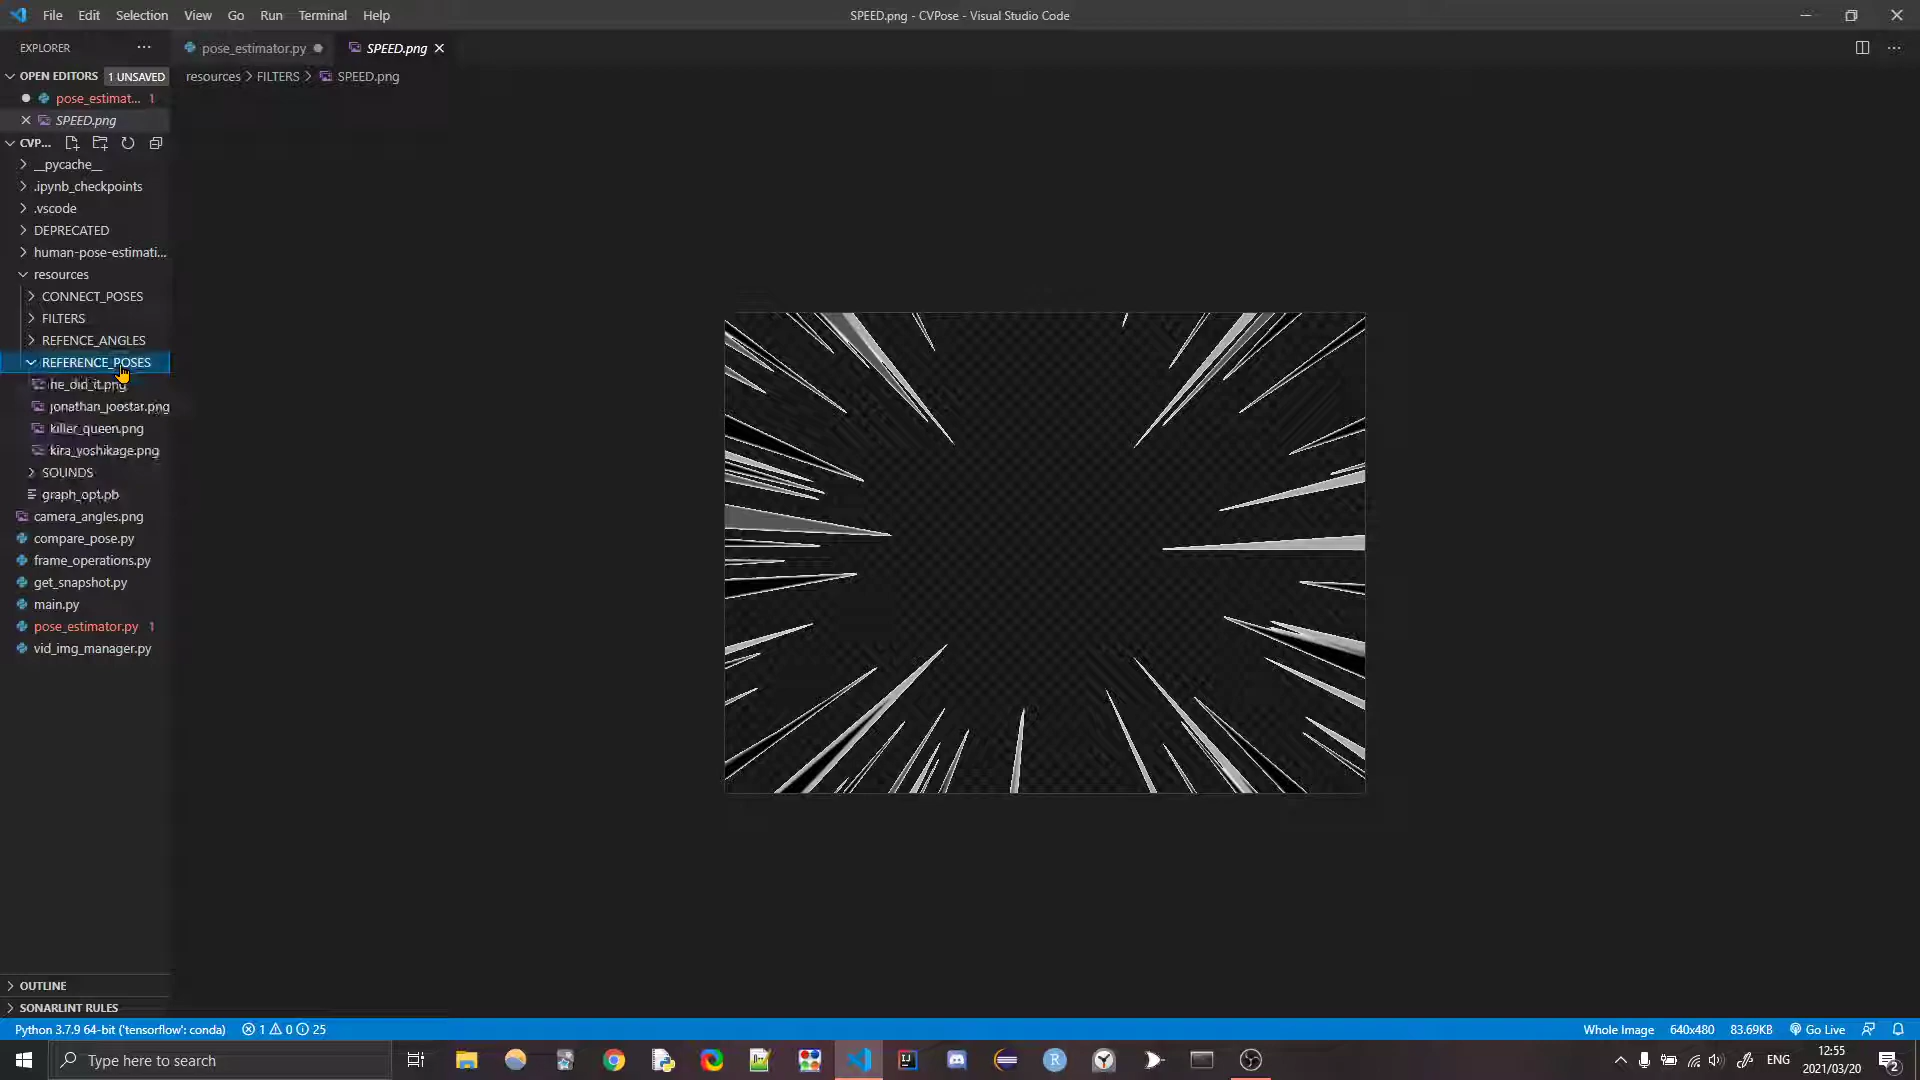 File Edit Selection View Go Run Terminal Help
SPEED.png - CVPose - Visual Studio Code
EXPLORER
pose_estimator.py
SPEED.png
OPEN EDITORS 1 UNSAVED
resources > FILTERS > SPEED.png
pose_estimat... 1
SPEED.png
CVP...
__pycache__
.ipynb_checkpoints
.vscode
DEPRECATED
human-pose-estimati...
resources
CONNECT_POSES
FILTERS
REFENCE_ANGLES
REFERENCE_POSES
he_did_it.png
jonathan_joostar.png
killer_queen.png
kira_yoshikage.png
SOUNDS
graph_opt.pb
camera_angles.png
compare_pose.py
frame_operations.py
get_snapshot.py
main.py
pose_estimator.py 1
vid_img_manager.py
OUTLINE
SONARLINT RULES
Python 3.7.9 64-bit ('tensorflow': conda) 1 0 25
Whole Image 640x480 83.69KB Go Live
Type here to search
ENG
12:55
2021/03/20
2